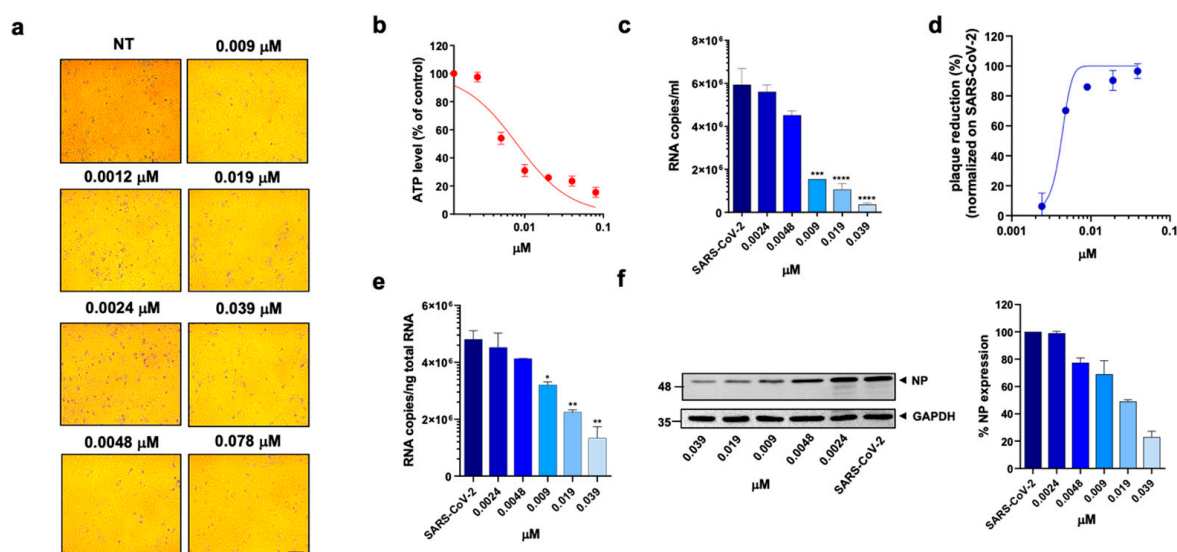 a
NT
0.009 μM
0.0012 μM
0.019 μM
0.0024 μM
0.039 μM
0.0048 μM
0.078 μM
b
ATP level (% of control)
120
100
80
60
40
20
0
0.01
0.1
μM
c
RNA copies/ml
8×10⁶
6×10⁶
4×10⁶
2×10⁶
0
***
****
****
SARS-CoV-2
0.0024
0.0048
0.009
0.019
0.039
μM
d
plaque reduction (%)
(normalized on SARS-CoV-2)
120
100
80
60
40
20
0
0.001
0.01
0.1
μM
e
RNA copies/ng total RNA
6×10⁶
4×10⁶
2×10⁶
0
*
**
**
SARS-CoV-2
0.0024
0.0048
0.009
0.019
0.039
μM
f
48
NP
35
GAPDH
0.039
0.019
0.009
0.0048
0.0024
SARS-CoV-2
μM
% NP expression
120
100
80
60
40
20
0
SARS-CoV-2
0.0024
0.0048
0.009
0.019
0.039
μM